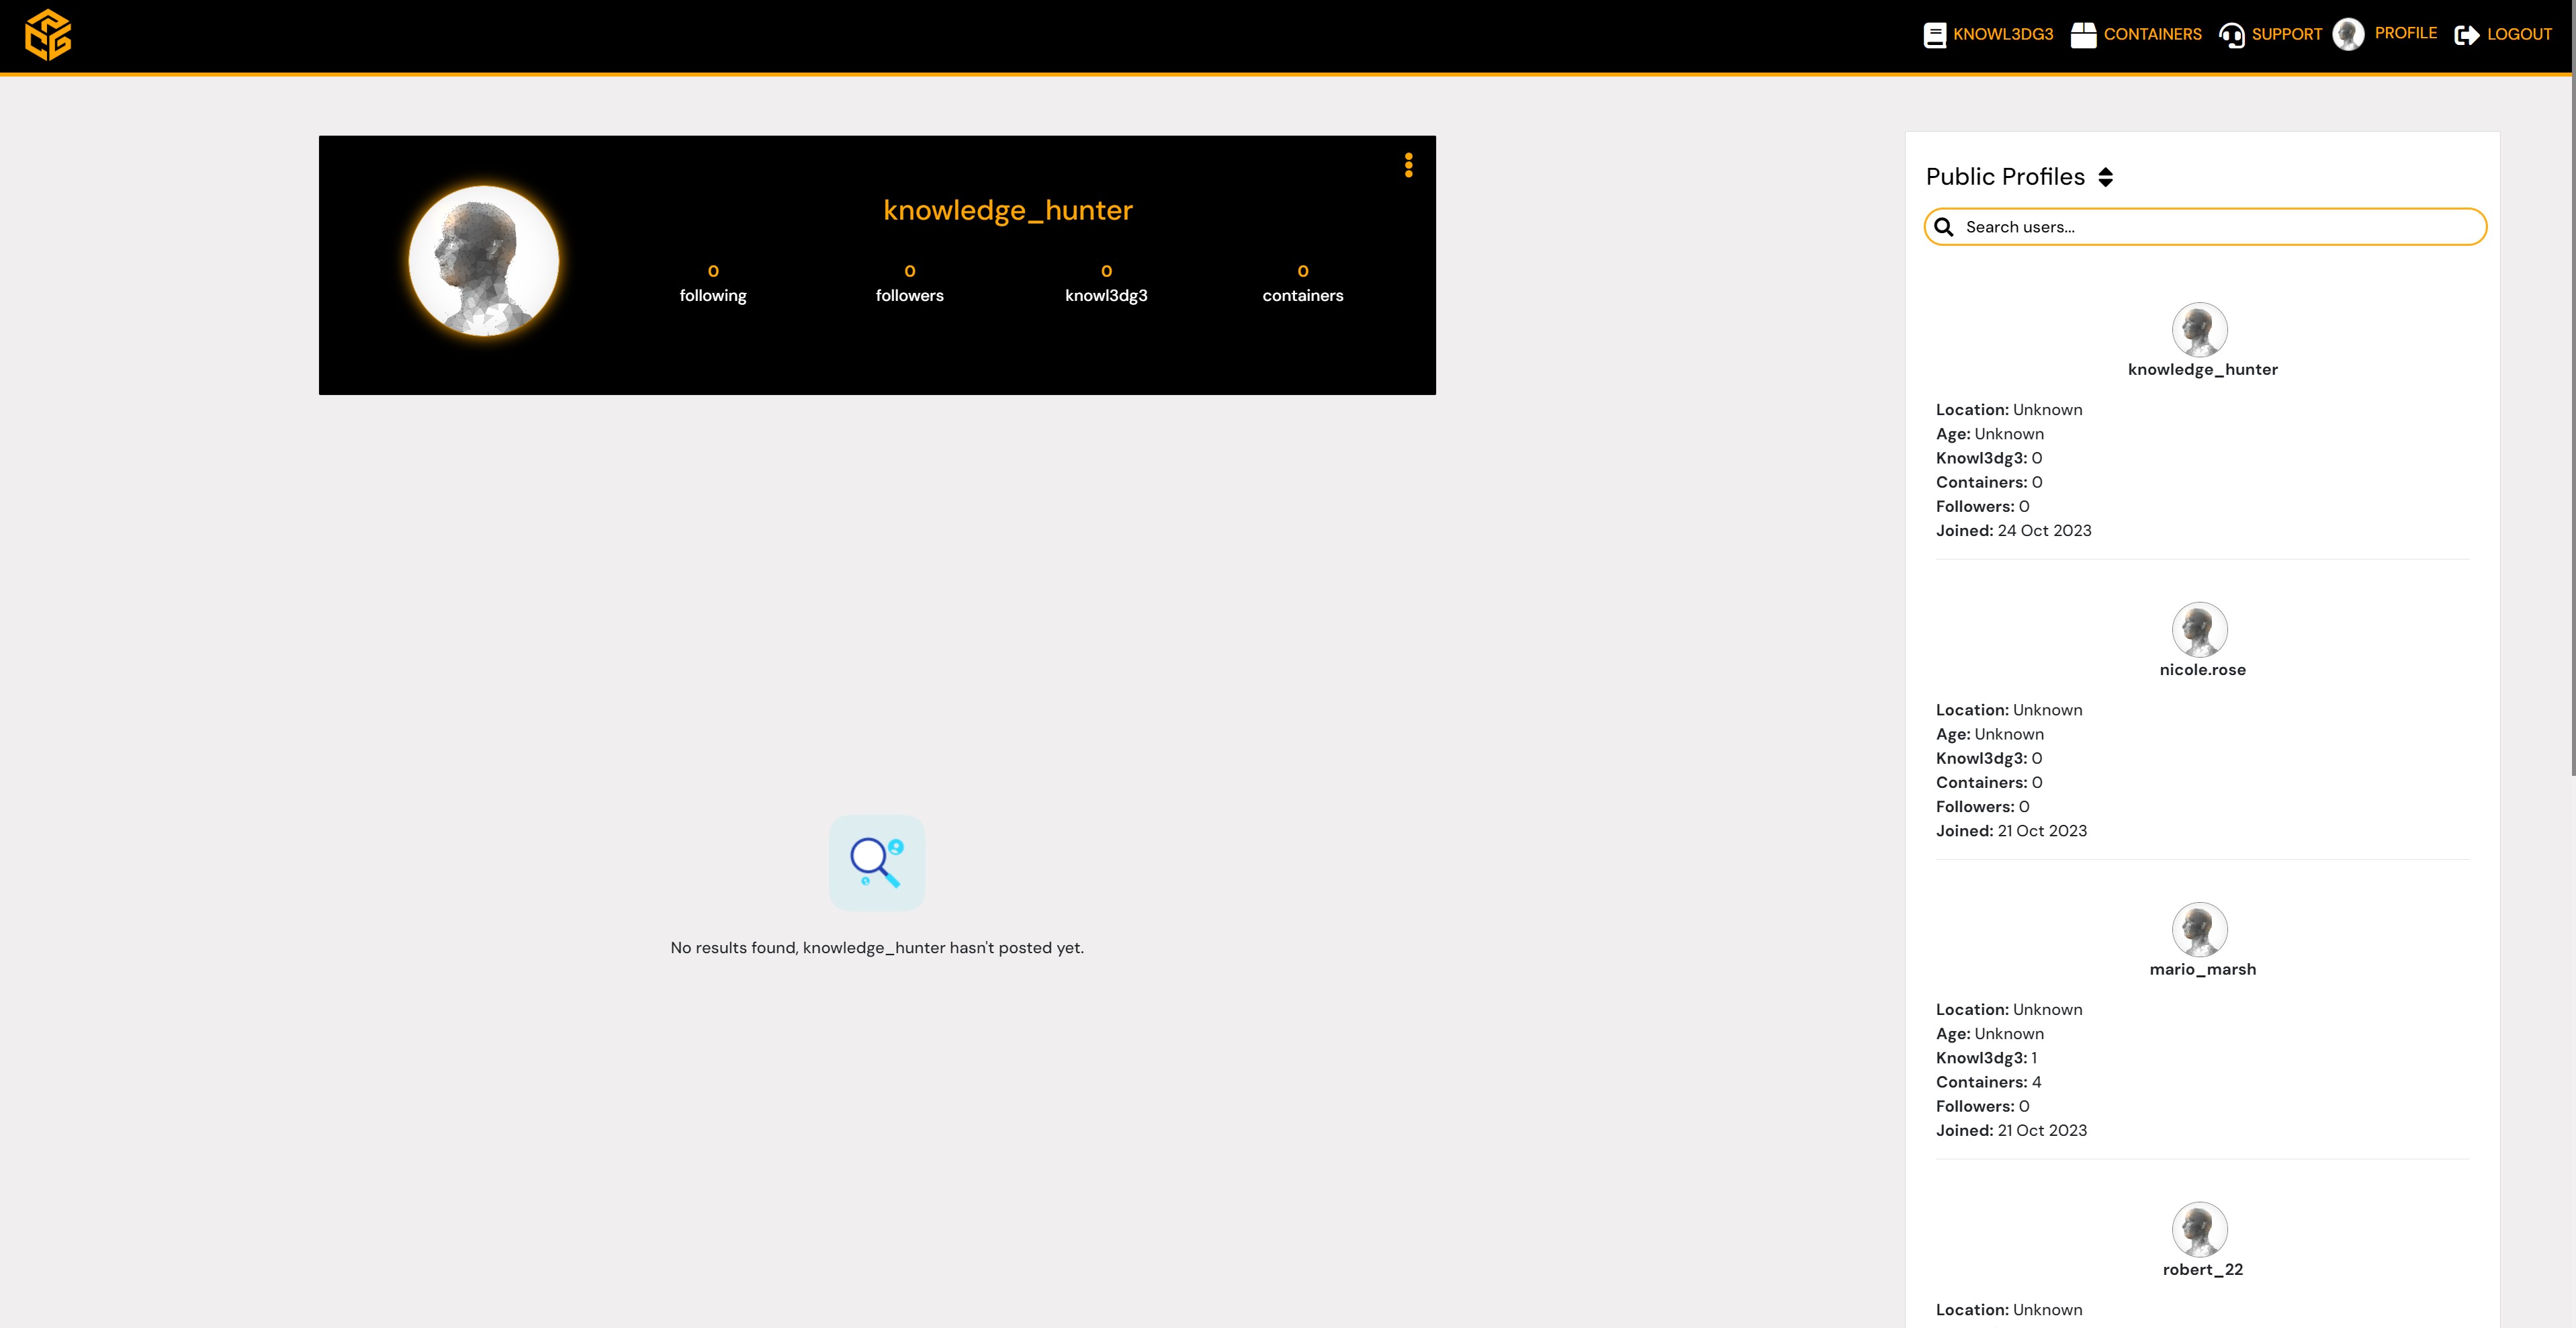 KNOWL3DG3 CONTAINERS SUPPORT PROFILE LOGOUT
knowledge_hunter
0 0 0 0
following followers knowl3dg3 containers
No results found, knowledge_hunter hasn't posted yet.
Public Profiles
Search users...
knowledge_hunter
Location: Unknown
Age: Unknown
Knowl3dg3: 0
Containers: 0
Followers: 0
Joined: 24 Oct 2023
nicole.rose
Location: Unknown
Age: Unknown
Knowl3dg3: 0
Containers: 0
Followers: 0
Joined: 21 Oct 2023
mario_marsh
Location: Unknown
Age: Unknown
Knowl3dg3: 1
Containers: 4
Followers: 0
Joined: 21 Oct 2023
robert_22
Location: Unknown